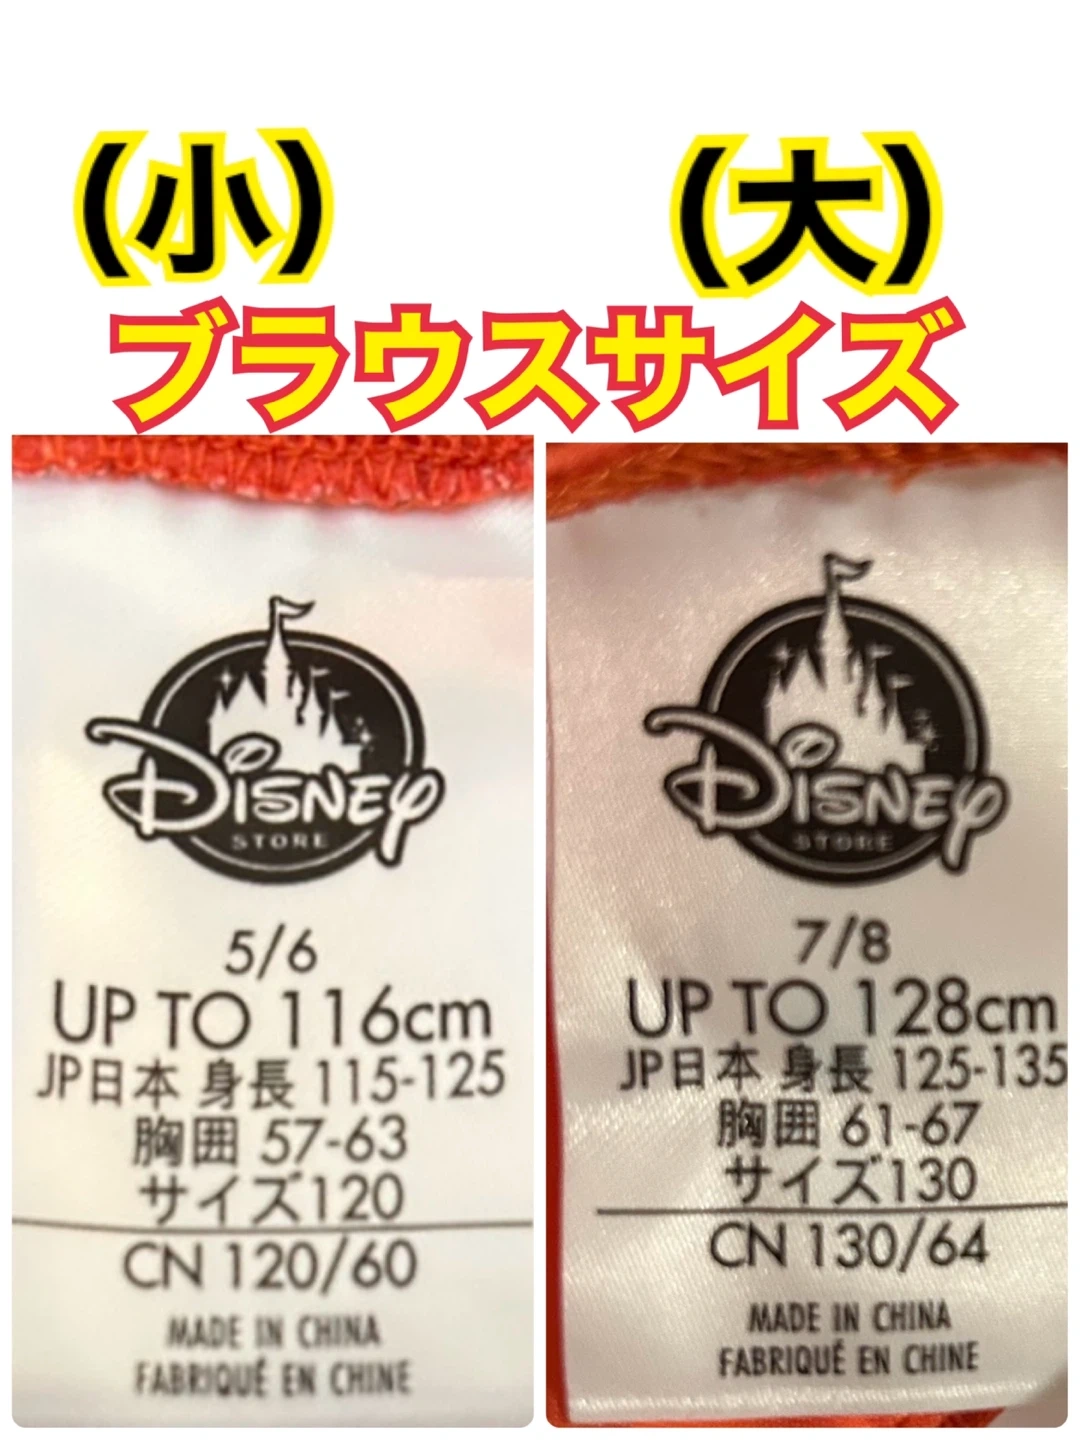 (小)
(大)
ブラウスサイズ
Disney
STORE
5/6
UP TO 116cm
JP日本 身長 115-125
胸囲 57-63
サイズ120
CN 120/60
MADE IN CHINA
FABRIQUÉ EN CHINE
Disney
STORE
7/8
UP TO 128cm
JP日本 身長 125-135
胸囲 61-67
サイズ130
CN 130/64
MADE IN CHINA
FABRIQUÉ EN CHINE